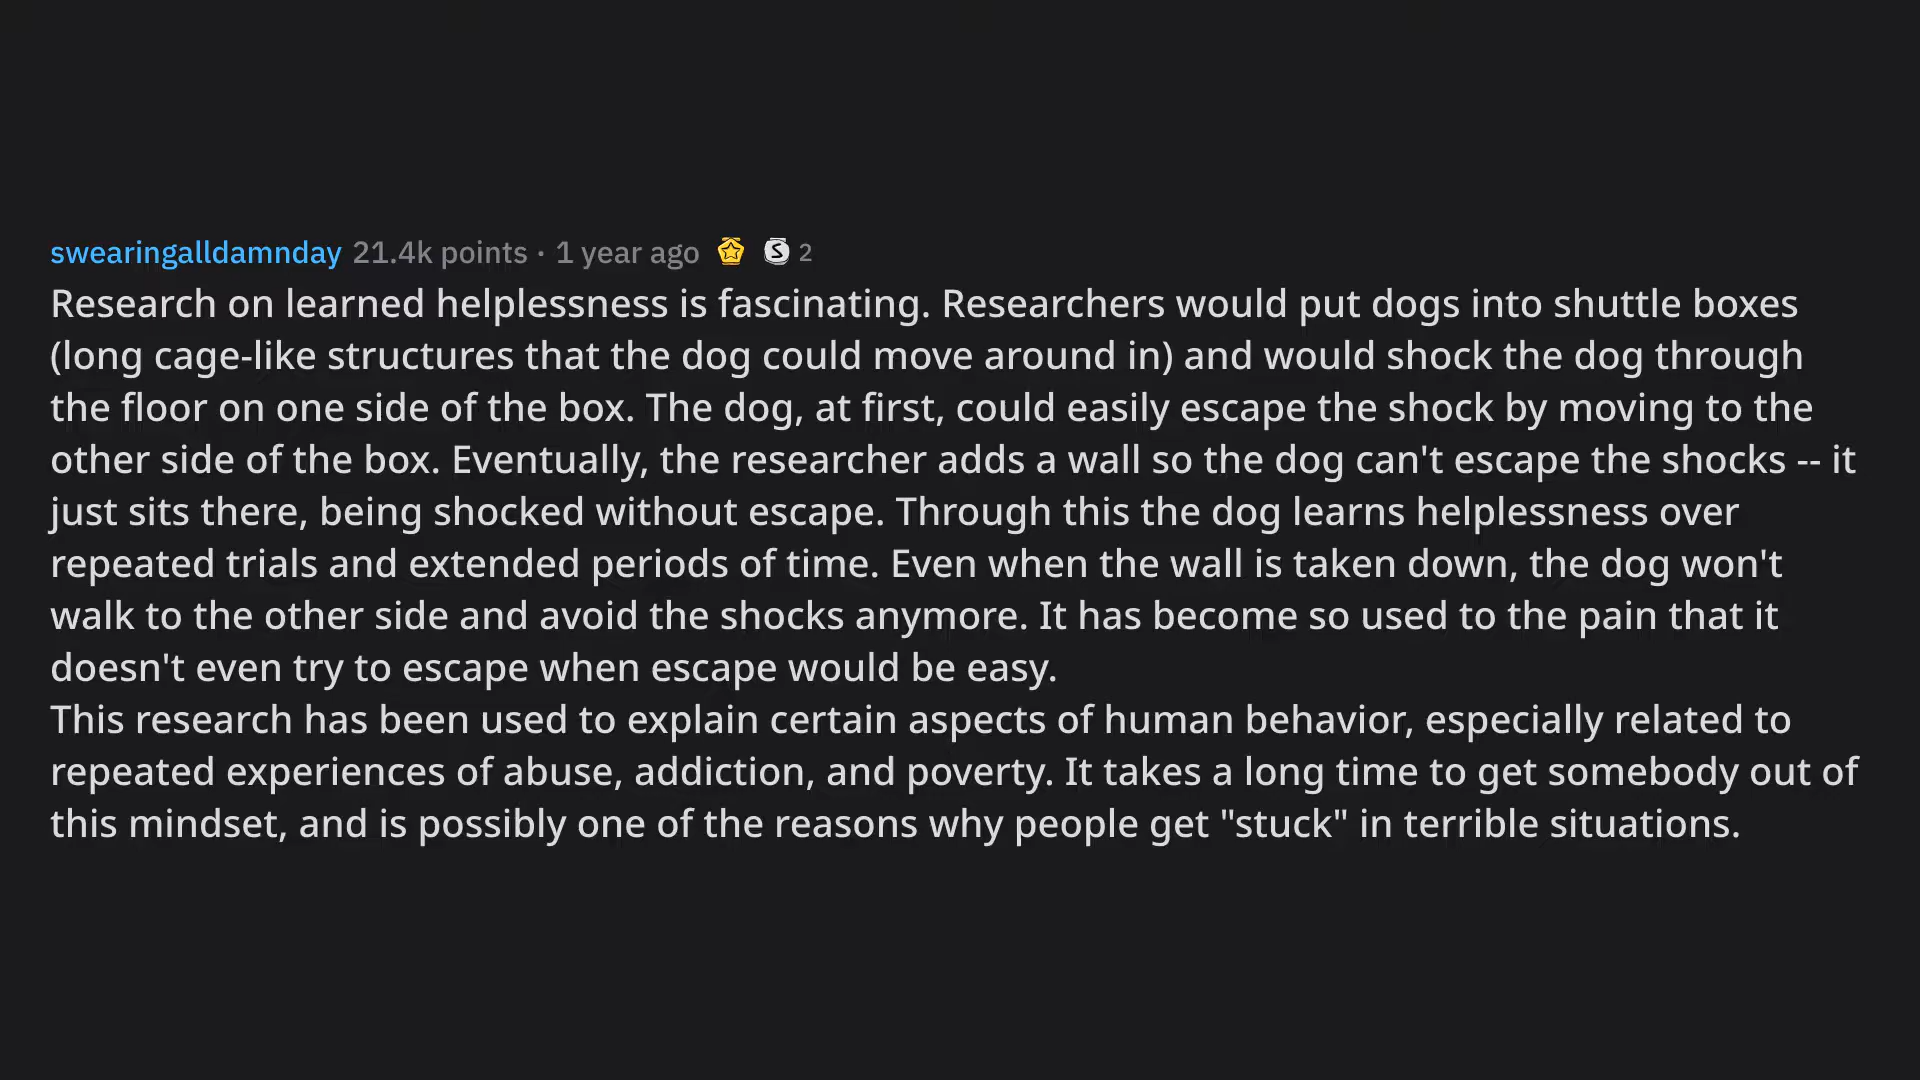 swearingalldamnday 21.4k points · 1 year ago S 2
Research on learned helplessness is fascinating. Researchers would put dogs into shuttle boxes
(long cage-like structures that the dog could move around in) and would shock the dog through
the floor on one side of the box. The dog, at first, could easily escape the shock by moving to the
other side of the box. Eventually, the researcher adds a wall so the dog can't escape the shocks -- it
just sits there, being shocked without escape. Through this the dog learns helplessness over
repeated trials and extended periods of time. Even when the wall is taken down, the dog won't
walk to the other side and avoid the shocks anymore. It has become so used to the pain that it
doesn't even try to escape when escape would be easy.
This research has been used to explain certain aspects of human behavior, especially related to
repeated experiences of abuse, addiction, and poverty. It takes a long time to get somebody out of
this mindset, and is possibly one of the reasons why people get "stuck" in terrible situations.